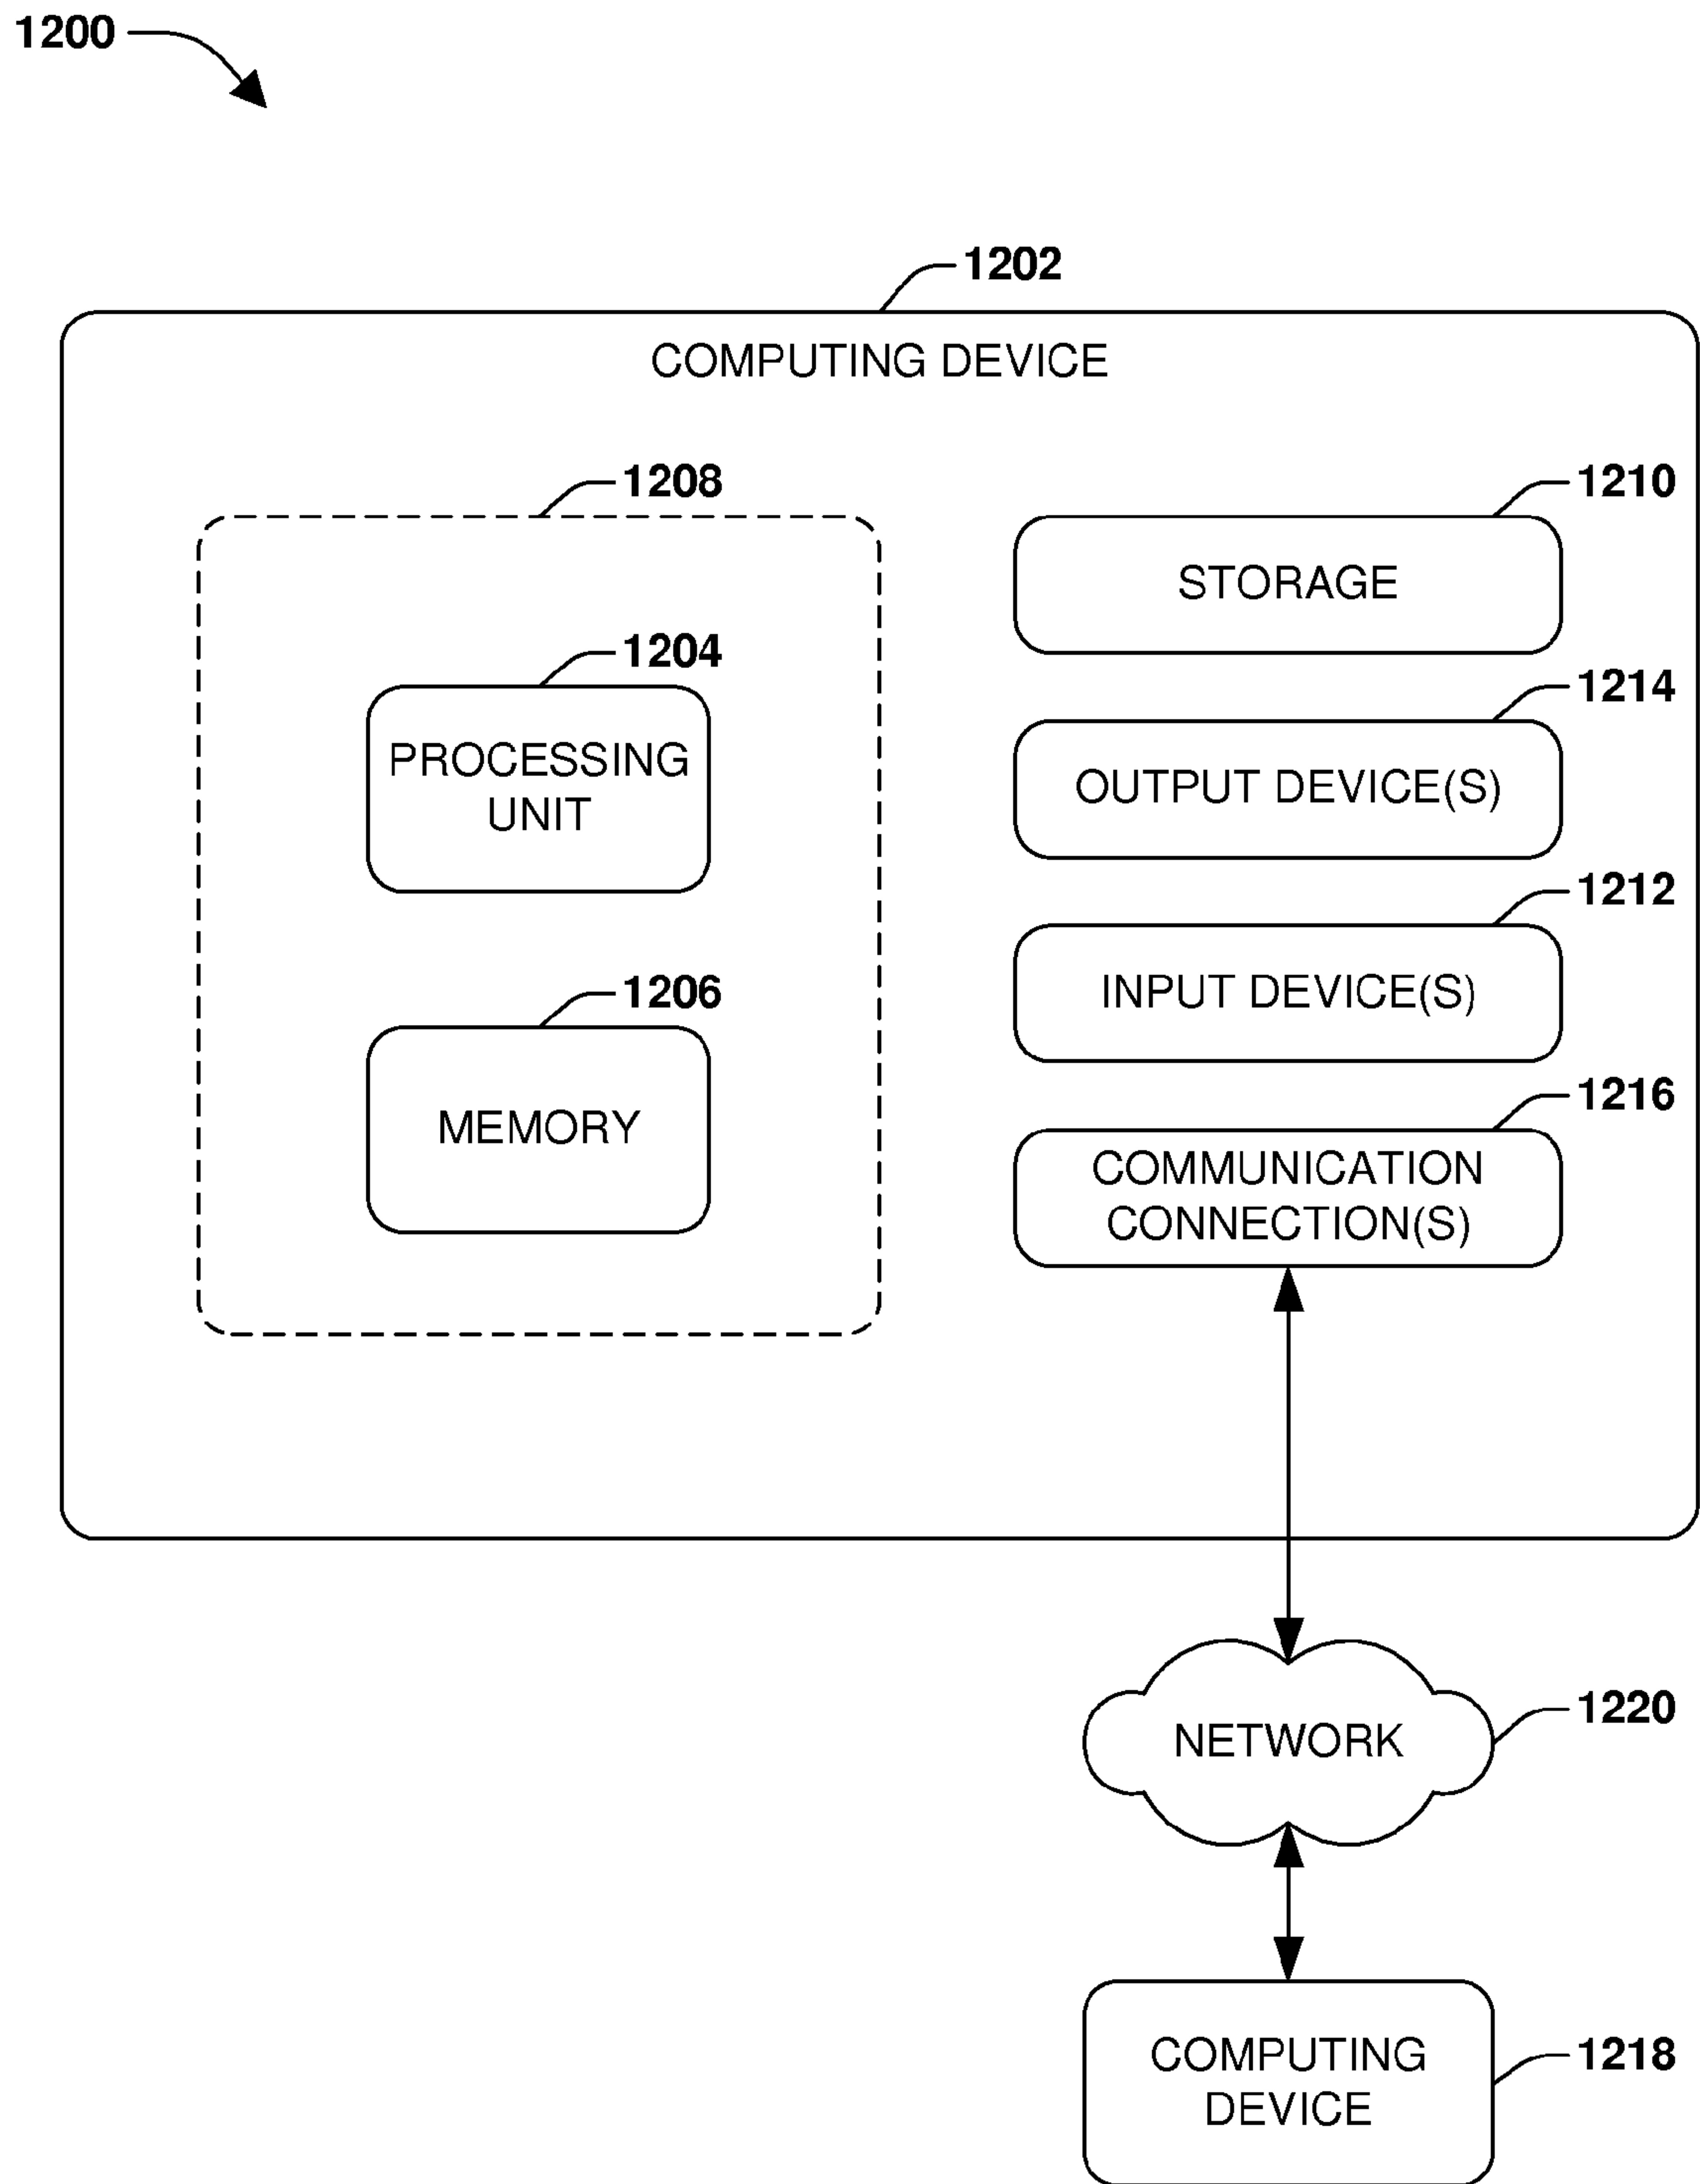 1200
1202
COMPUTING DEVICE
1208
1204
PROCESSING
UNIT
1206
MEMORY
1210
STORAGE
1214
OUTPUT DEVICE(S)
1212
INPUT DEVICE(S)
1216
COMMUNICATION
CONNECTION(S)
NETWORK
1220
COMPUTING
DEVICE
1218